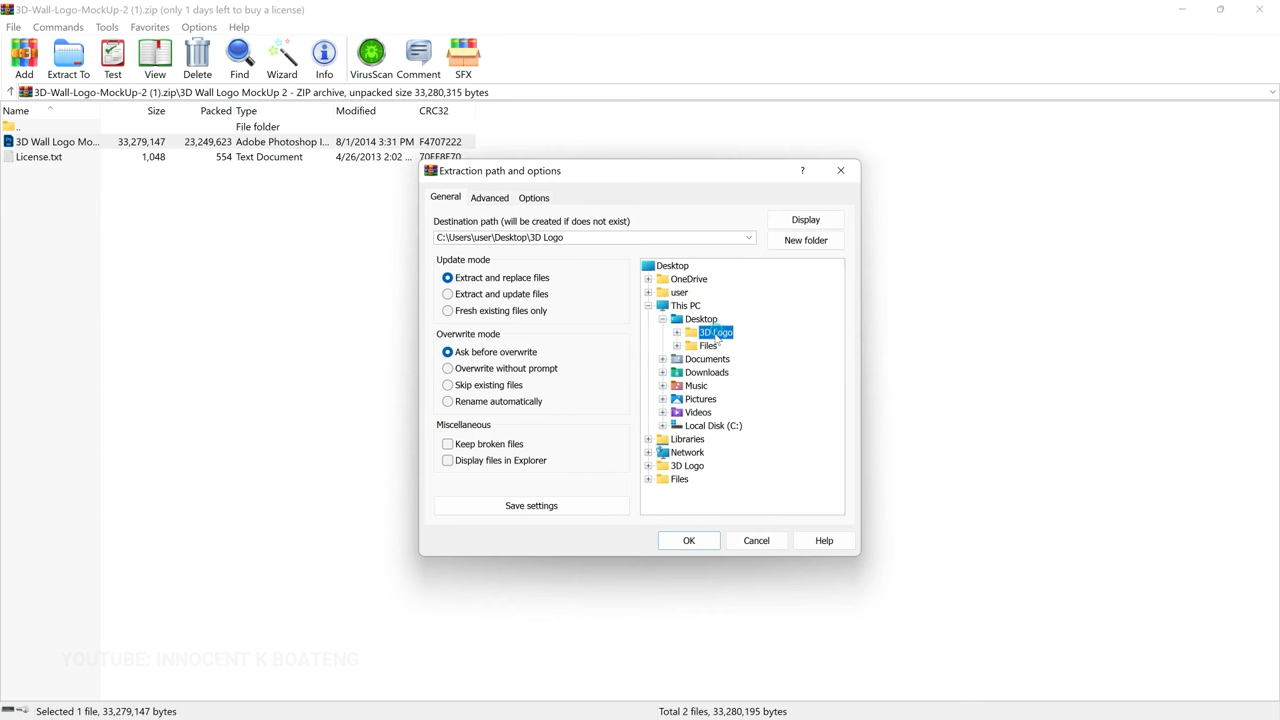 3D-Wall-Logo-MockUp-2 (1).zip (only 1 days left to buy a license)
File Commands Tools Favorites Options Help
Add Extract To Test View Delete Find Wizard Info VirusScan Comment SFX
3D-Wall-Logo-MockUp-2 (1).zip\3D Wall Logo MockUp 2 - ZIP archive, unpacked size 33,280,315 bytes
Name Size Packed Type Modified CRC32
.. File folder
3D Wall Logo Mo... 33,279,147 23,249,623 Adobe Photoshop I... 8/1/2014 3:31 PM F4707222
License.txt 1,048 554 Text Document 4/26/2013 2:02 ...
Extraction path and options
General Advanced Options
Destination path (will be created if does not exist)
C:\Users\user\Desktop\3D Logo
Display
New folder
Update mode
Extract and replace files
Extract and update files
Fresh existing files only
Overwrite mode
Ask before overwrite
Overwrite without prompt
Skip existing files
Rename automatically
Miscellaneous
Keep broken files
Display files in Explorer
Save settings
Desktop
OneDrive
user
This PC
Desktop
3D Logo
Files
Documents
Downloads
Music
Pictures
Videos
Local Disk (C:)
Libraries
Network
3D Logo
Files
OK Cancel Help
YOUTUBE: INNOCENT K BOATENG
Selected 1 file, 33,279,147 bytes
Total 2 files, 33,280,195 bytes